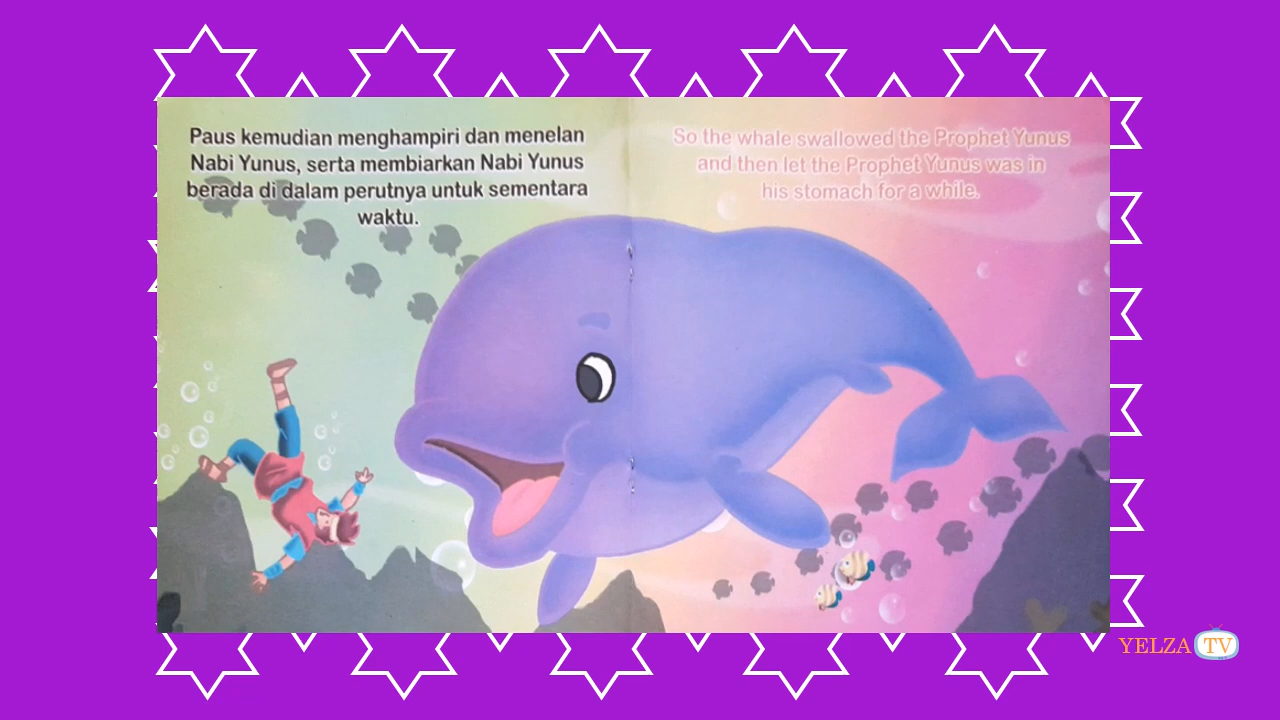 Paus kemudian menghampiri dan menelan
Nabi Yunus, serta membiarkan Nabi Yunus
berada di dalam perutnya untuk sementara
waktu.
So the whale swallowed the Prophet Yunus
and then let the Prophet Yunus was in
his stomach for a while.
YELZA TV